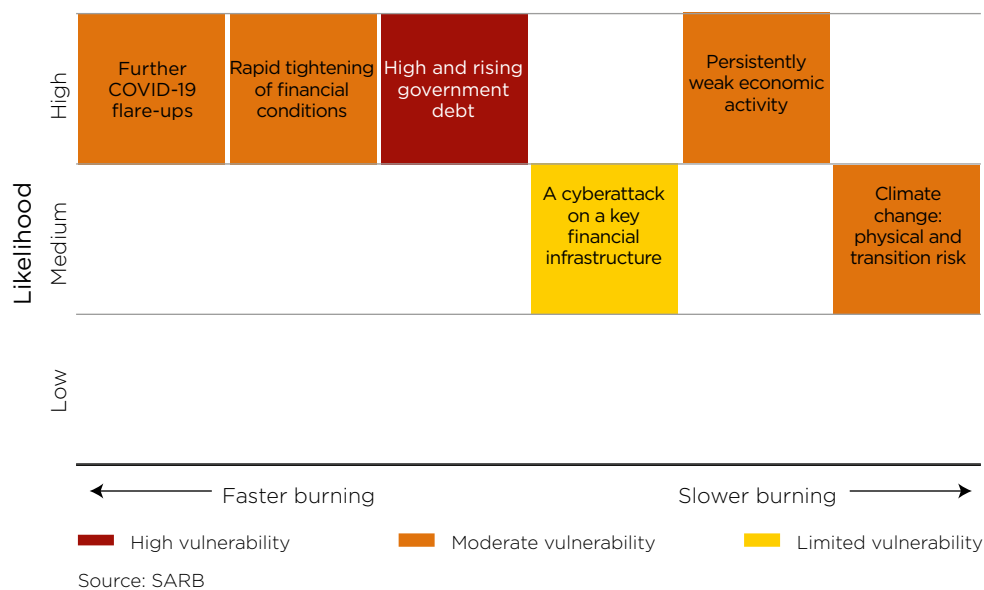 High
Further
COVID-19
flare-ups
Rapid tightening
of financial
conditions
High and rising
government
debt
Persistently
weak economic
activity
Likelihood
Medium
A cyberattack
on a key
financial
infrastructure
Climate
change:
physical and
transition risk
Low
Faster burning
Slower burning
High vulnerability
Moderate vulnerability
Limited vulnerability
Source: SARB